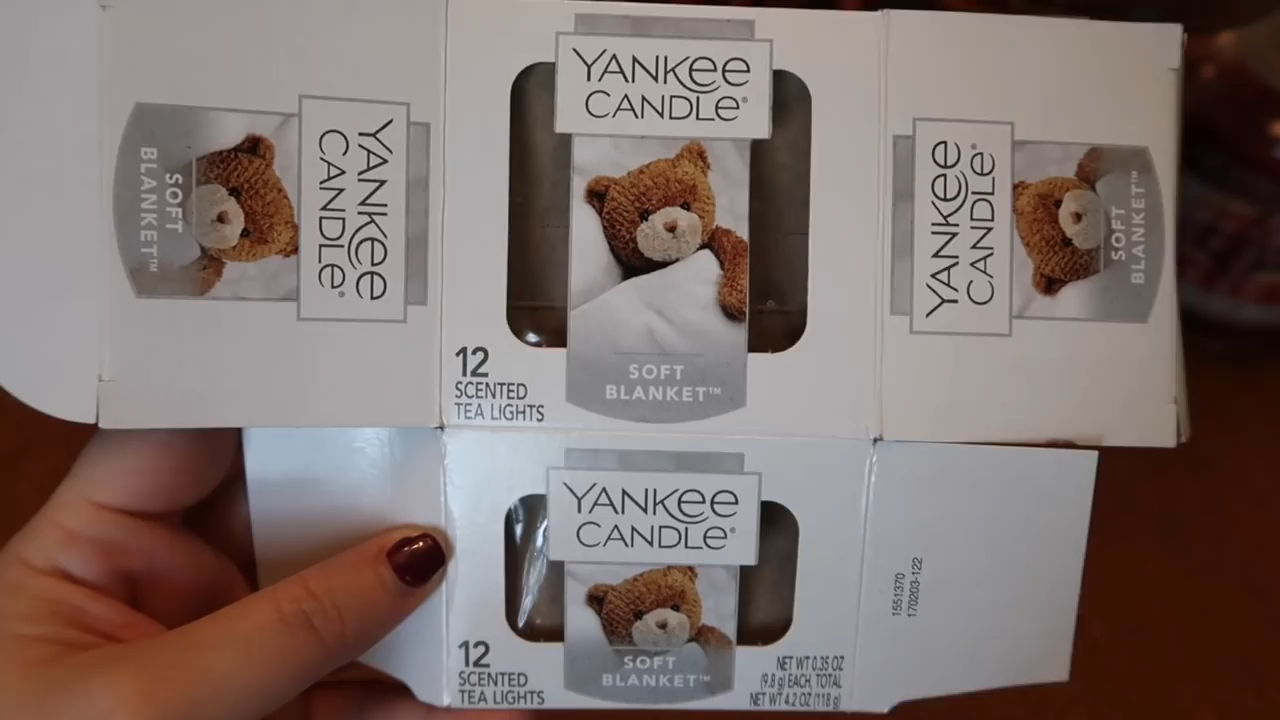 YANKEE
CANDLE®
SOFT
BLANKET™
YANKEE
CANDLE®
SOFT
BLANKET™
12
SCENTED
TEA LIGHTS
YANKEE
CANDLE®
SOFT
BLANKET™
YANKEE
CANDLE®
SOFT
BLANKET™
12
SCENTED
TEA LIGHTS
NET WT 0.35 OZ
(9.8 g) EACH, TOTAL
NET WT 4.2 OZ (118 g)
1551370
170203-122